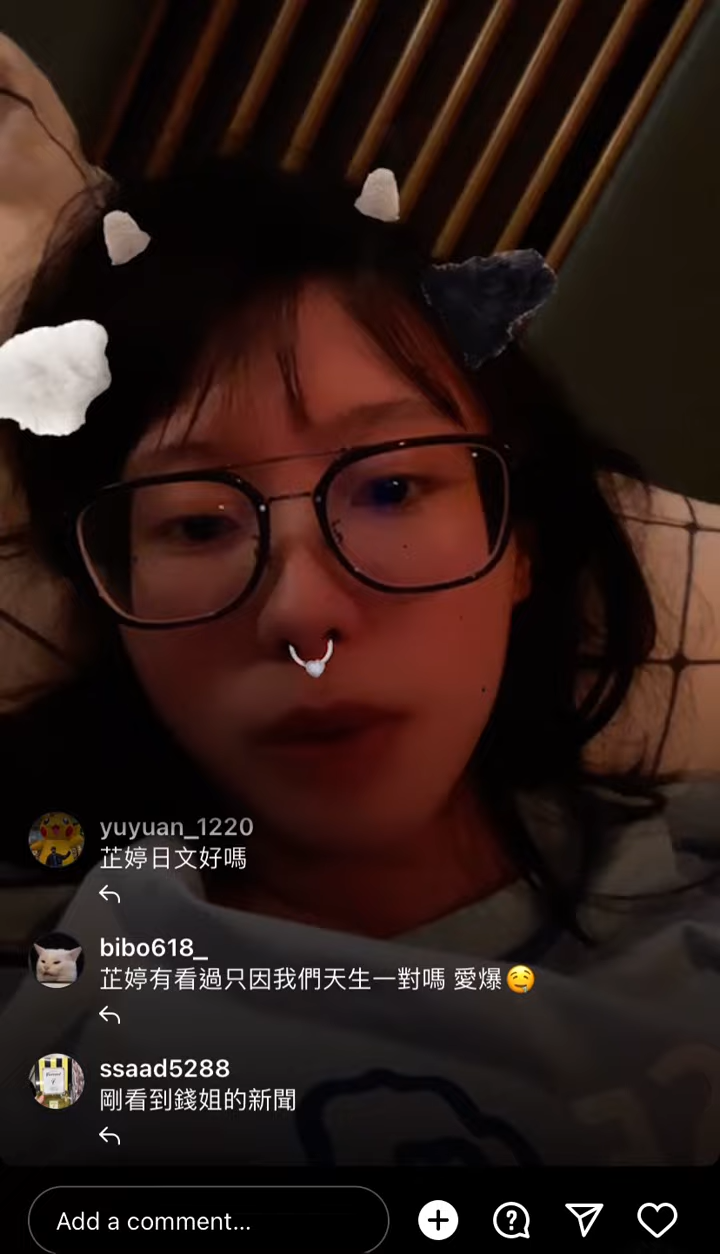 yuyuan_1220
芷婷日文好嗎
bibo618_
芷婷有看過只因我們天生一對嗎 愛爆🤤
ssaad5288
剛看到錢姐的新聞
Add a comment...